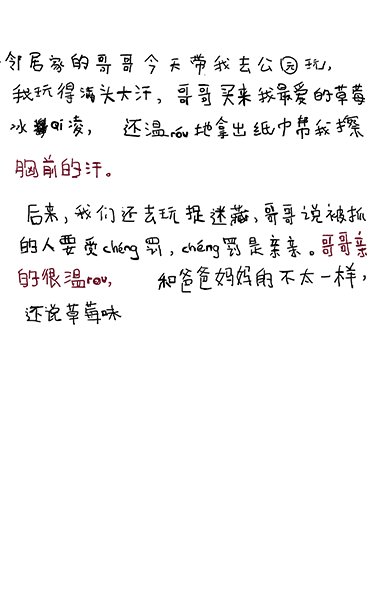 邻居家的哥哥今天带我去公园玩，
我玩得满头大汗，哥哥买来我最爱的草莓
冰qi凌，还温róu地拿出纸巾帮我擦
胸前的汗。
后来，我们还去玩捉迷藏，哥哥说被抓
的人要受chéng罚，chéng罚是亲亲。哥哥亲
的很温rou，和爸爸妈妈的不太一样，
还说草莓味